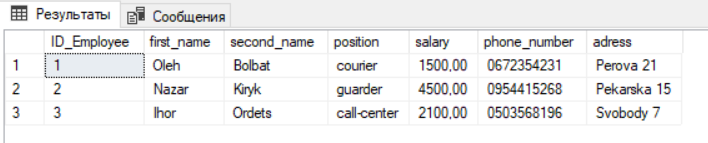 Результаты Сообщения
ID_Employee first_name second_name position salary phone_number adress
1 1 Oleh Bolbat courier 1500,00 0672354231 Perova 21
2 2 Nazar Kiryk guarder 4500,00 0954415268 Pekarska 15
3 3 Ihor Ordets call-center 2100,00 0503568196 Svobody 7